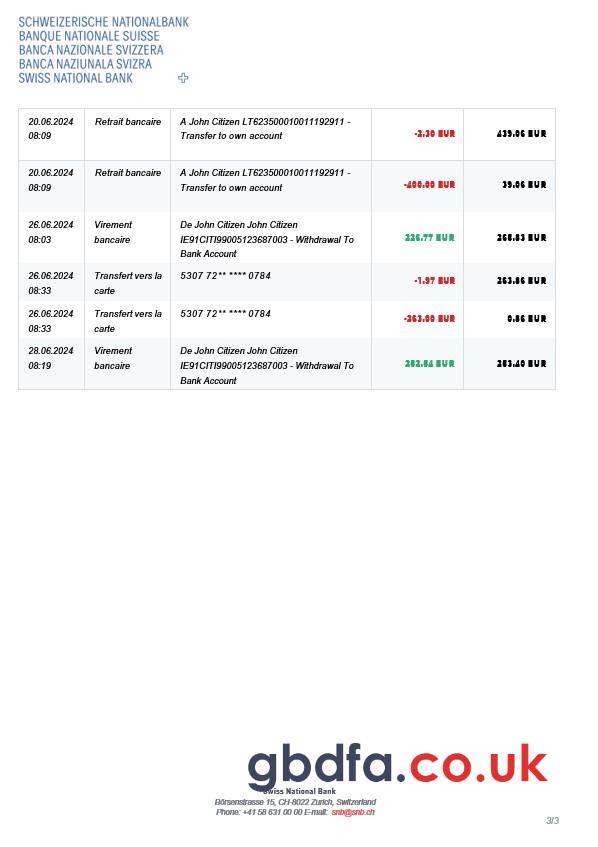 SCHWEIZERISCHE NATIONALBANK
BANQUE NATIONALE SUISSE
BANCA NAZIONALE SVIZZERA
BANCA NAZIUNALA SVIZRA
SWISS NATIONAL BANK
20.06.2024 08:09 Retrait bancaire A John Citizen LT623500010011192911 - Transfer to own account -2.30 EUR 439.06 EUR
20.06.2024 08:09 Retrait bancaire A John Citizen LT623500010011192911 - Transfer to own account -400.00 EUR 39.06 EUR
26.06.2024 08:03 Virement bancaire De John Citizen John Citizen IE91CITI99005123687003 - Withdrawal To Bank Account 226.77 EUR 265.83 EUR
26.06.2024 08:33 Transfert vers la carte 5307 72** **** 0784 -1.97 EUR 263.86 EUR
26.06.2024 08:33 Transfert vers la carte 5307 72** **** 0784 -263.00 EUR 0.86 EUR
28.06.2024 08:19 Virement bancaire De John Citizen John Citizen IE91CITI99005123687003 - Withdrawal To Bank Account 252.54 EUR 253.40 EUR
gbdfa.co.uk
Swiss National Bank
Börsenstrasse 15, CH-8022 Zurich, Switzerland
Phone: +41 58 631 00 00 E-mail: snb@snb.ch
3/3